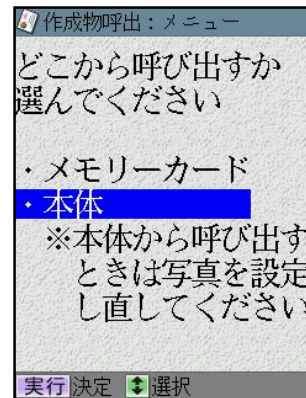 作成物呼出：メニュー
どこから呼び出すか
選んでください
・メモリーカード
・本体
※本体から呼び出す
ときは写真を設定
し直してください
実行 決定 選択